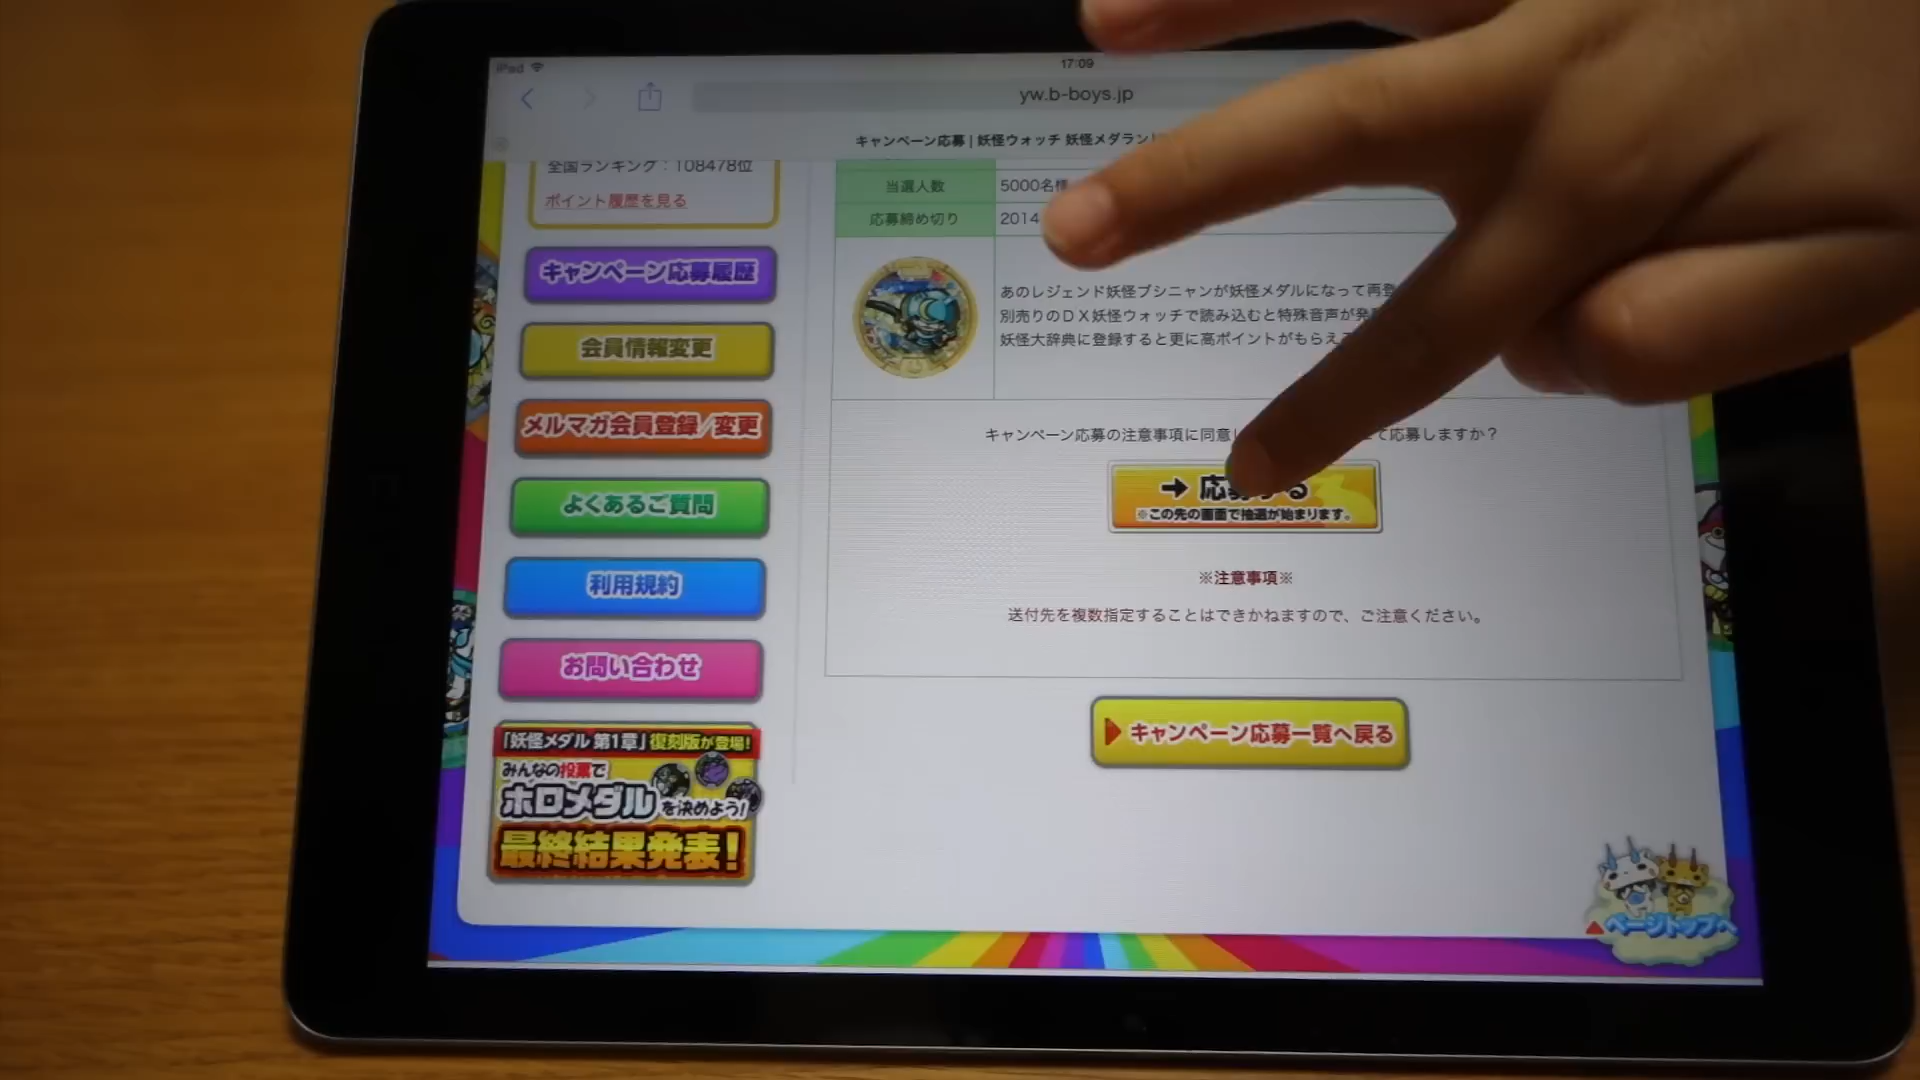 iPad
17:09
yw.b-boys.jp
キャンペーン応募 | 妖怪ウォッチ 妖怪メダラン
全国ランキング：108478位
ポイント履歴を見る
キャンペーン応募履歴
会員情報変更
メルマガ会員登録/変更
よくあるご質問
利用規約
お問い合わせ
「妖怪メダル 第1章」復刻版が登場！
みんなの投票で
ホロメダルを決めよう！
最終結果発表！
当選人数
5000名様
応募締め切り
2014
あのレジェンド妖怪ブシニャンが妖怪メダルになって再登
別売りのＤＸ妖怪ウォッチで読み込むと特殊音声が発
妖怪大辞典に登録すると更に高ポイントがもらえ
キャンペーン応募の注意事項に同意し
て応募しますか？
→ 応募する
※この先の画面で抽選が始まります。
※注意事項※
送付先を複数指定することはできかねますので、ご注意ください。
キャンペーン応募一覧へ戻る
ページトップへ